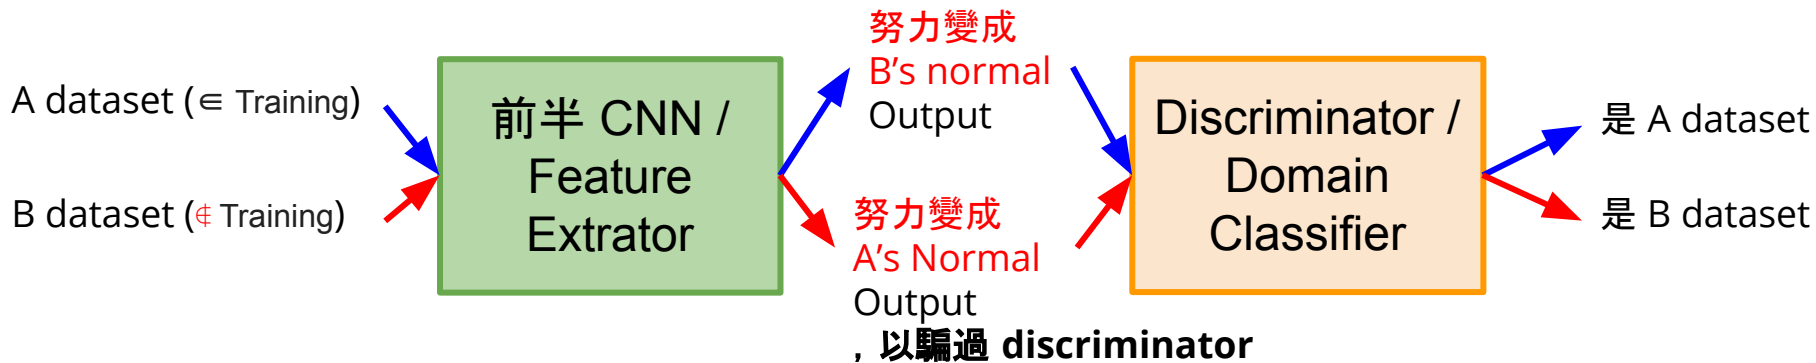 A dataset (∈ Training)
B dataset (∉ Training)
前半 CNN /
Feature
Extrator
努力變成
B's normal
Output
努力變成
A's Normal
Output
, 以騙過 discriminator
Discriminator /
Domain
Classifier
是 A dataset
是 B dataset